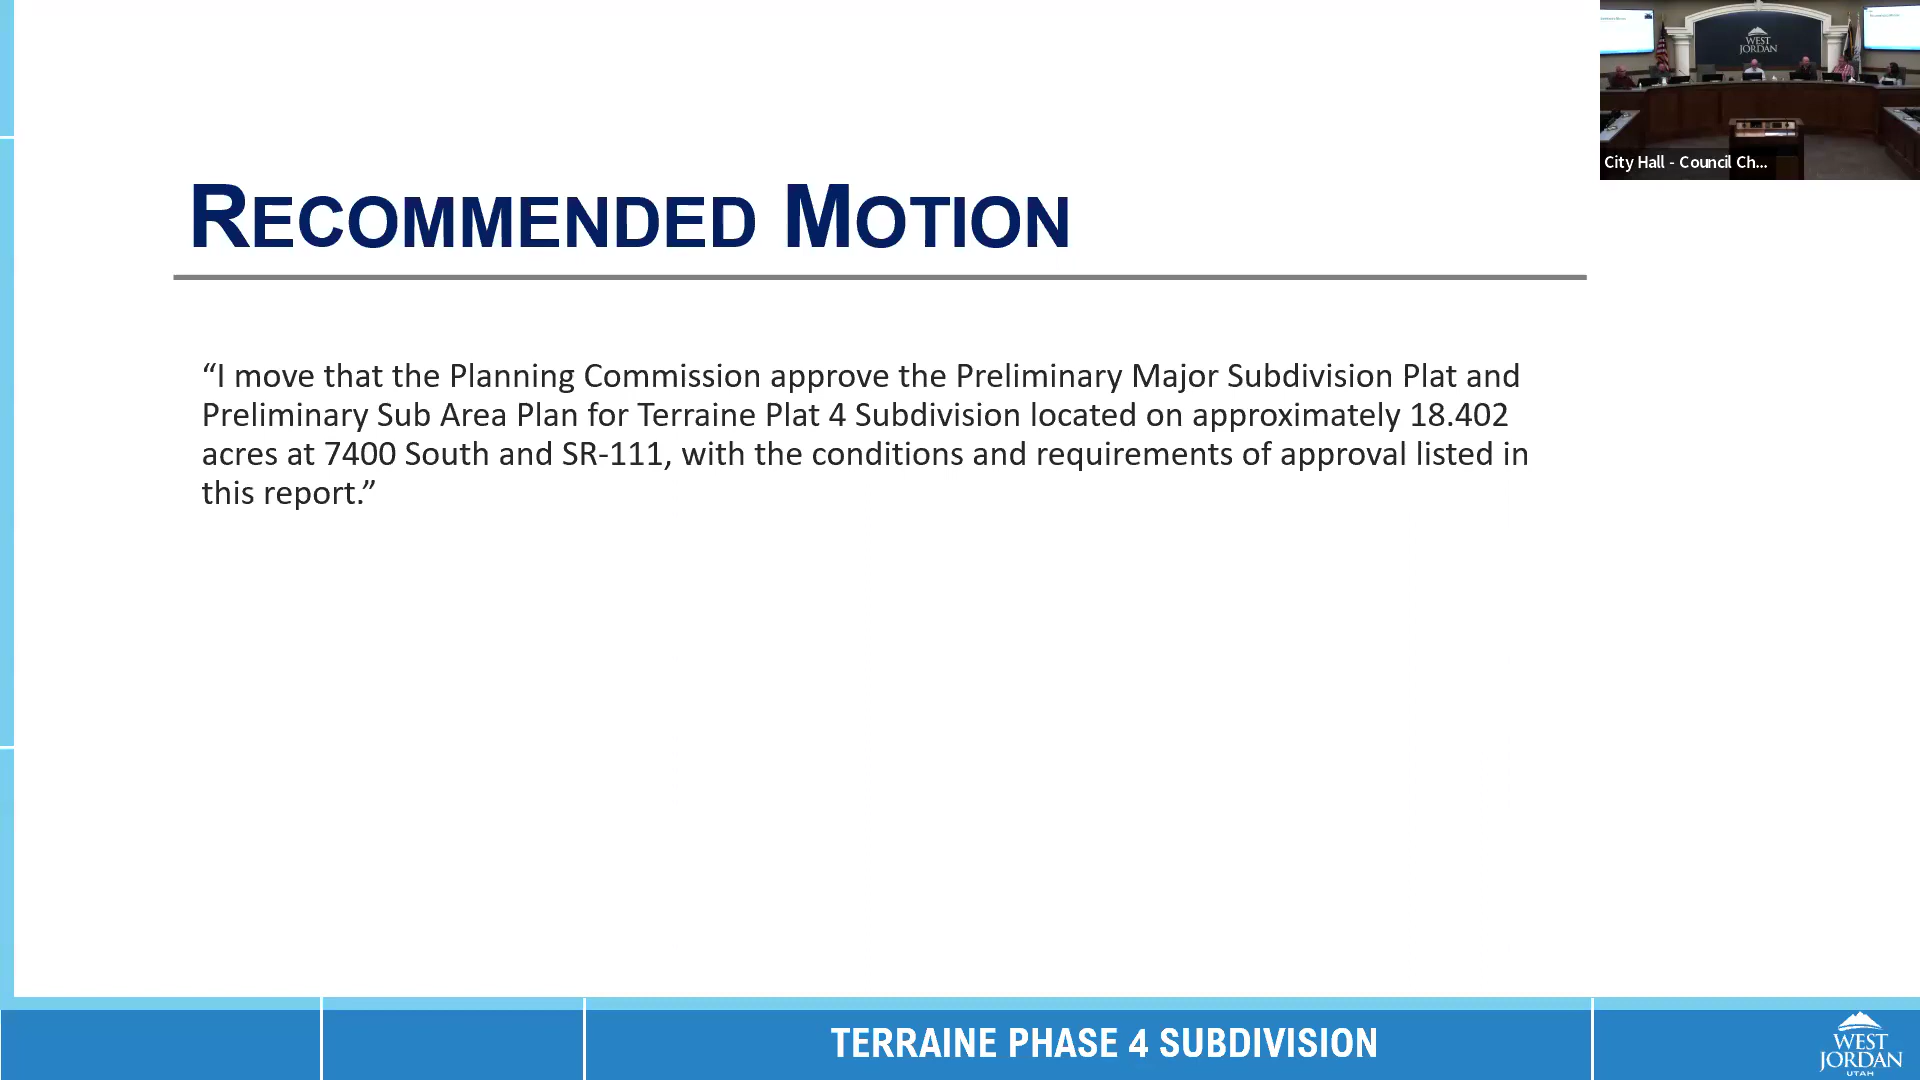 WEST
JORDAN
City Hall - Council Ch...
RECOMMENDED MOTION
“I move that the Planning Commission approve the Preliminary Major Subdivision Plat and
Preliminary Sub Area Plan for Terraine Plat 4 Subdivision located on approximately 18.402
acres at 7400 South and SR-111, with the conditions and requirements of approval listed in
this report.”
TERRAINE PHASE 4 SUBDIVISION
WEST
JORDAN
UTAH